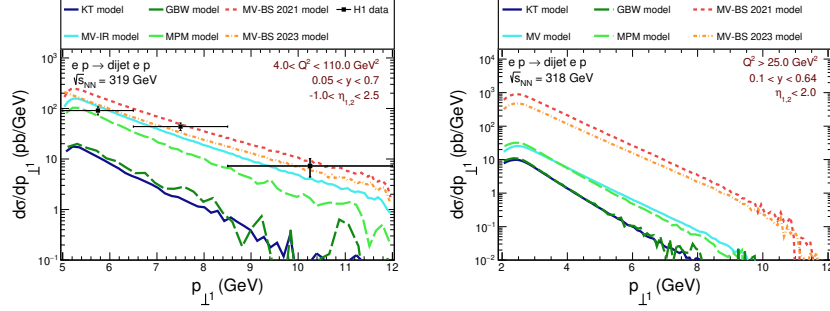 KT model GBW model MV-BS 2021 model H1 data
MV-IR model MPM model MV-BS 2023 model
e p → dijet e p
√s_NN = 319 GeV
4.0< Q² < 110.0 GeV²
0.05 < y < 0.7
-1.0< η_1,2 < 2.5
dσ/dp_⊥1 (pb/GeV)
10³
10²
10
1
10⁻¹
5 6 7 8 9 10 11 12
p_⊥1 (GeV)
KT model GBW model MV-BS 2021 model
MV model MPM model MV-BS 2023 model
e p → dijet e p
√s_NN = 318 GeV
Q² > 25.0 GeV²
0.1 < y < 0.64
η_1,2 < 2.0
dσ/dp_⊥1 (pb/GeV)
10⁴
10³
10²
10
1
10⁻¹
10⁻²
2 4 6 8 10 12
p_⊥1 (GeV)